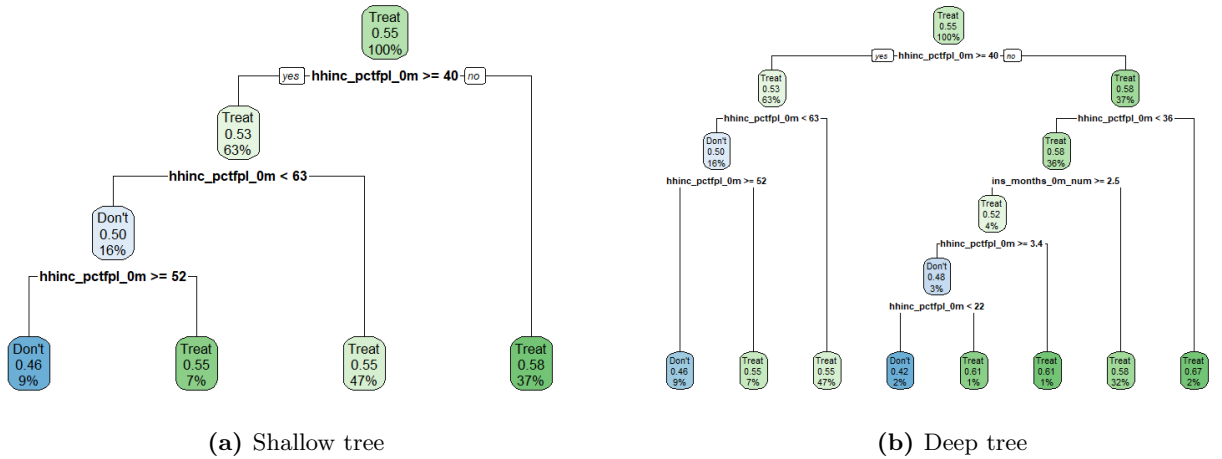 Treat
0.55
100%
yes hhinc_pctfpl_0m >= 40 no
Treat
0.53
63%
hhinc_pctfpl_0m < 63
Don't
0.50
16%
hhinc_pctfpl_0m >= 52
Don't
0.46
9%
Treat
0.55
7%
Treat
0.55
47%
Treat
0.58
37%
(a) Shallow tree
Treat
0.55
100%
yes hhinc_pctfpl_0m >= 40 no
Treat
0.53
63%
Treat
0.58
37%
hhinc_pctfpl_0m < 63
hhinc_pctfpl_0m < 36
Don't
0.50
16%
Treat
0.58
36%
hhinc_pctfpl_0m >= 52
ins_months_0m_num >= 2.5
Treat
0.52
4%
hhinc_pctfpl_0m >= 3.4
Don't
0.48
3%
hhinc_pctfpl_0m < 22
Don't
0.46
9%
Treat
0.55
7%
Treat
0.55
47%
Don't
0.42
2%
Treat
0.61
1%
Treat
0.61
1%
Treat
0.58
32%
Treat
0.67
2%
(b) Deep tree